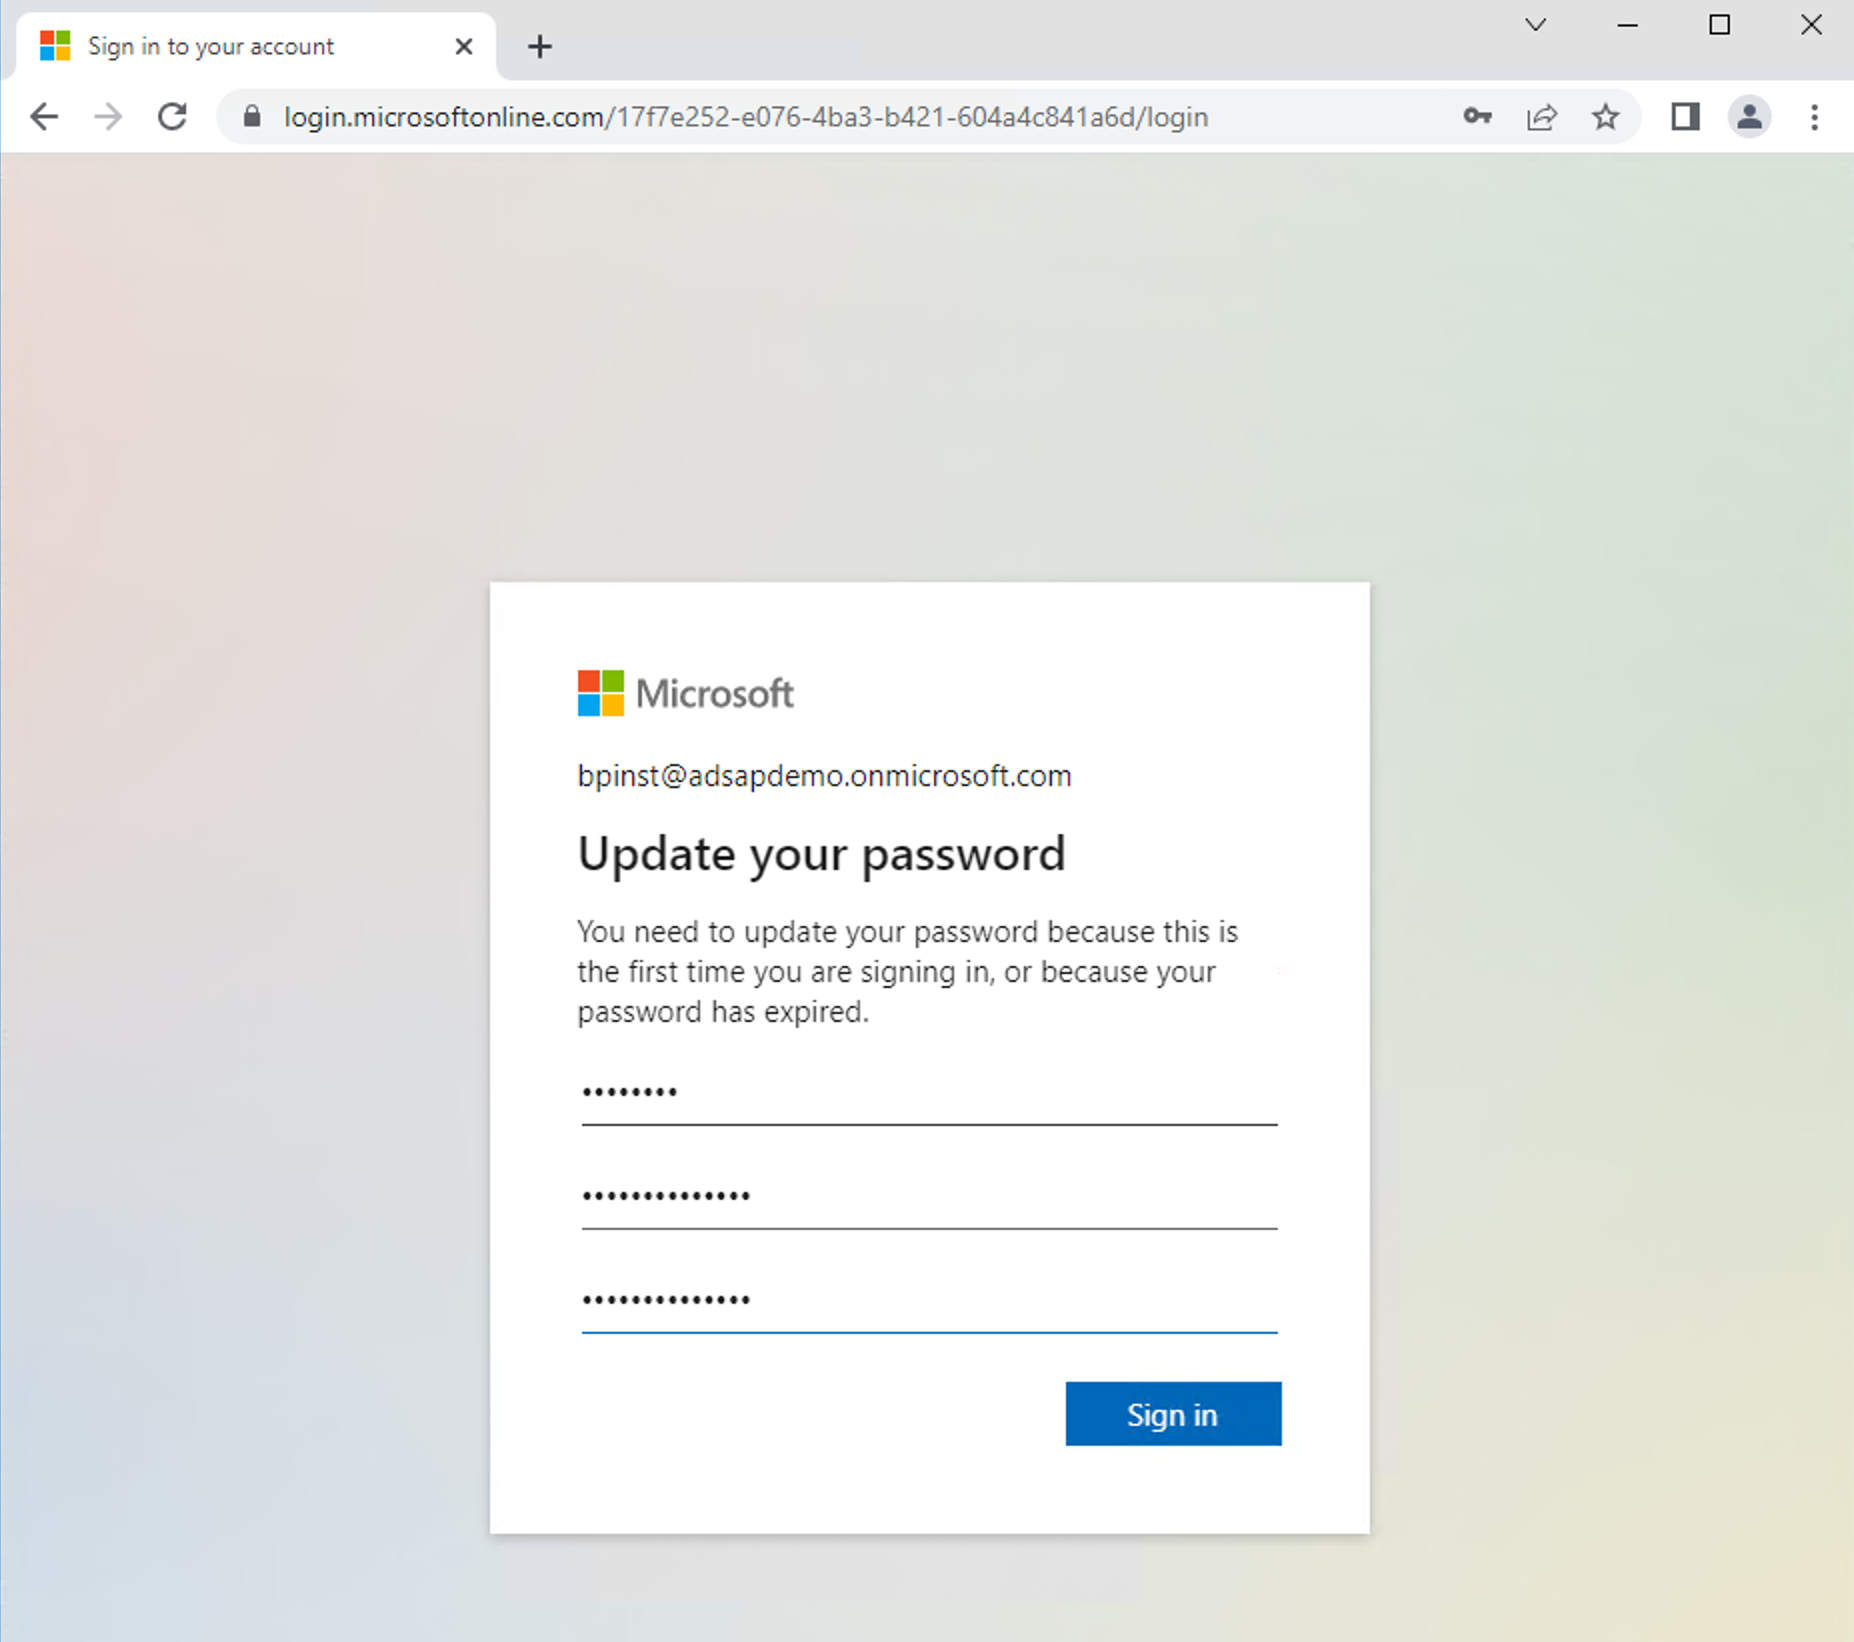 Sign in to your account
login.microsoftonline.com/17f7e252-e076-4ba3-b421-604a4c841a6d/login
Microsoft
bpinst@adsapdemo.onmicrosoft.com
Update your password
You need to update your password because this is
the first time you are signing in, or because your
password has expired.
••••••••
••••••••••••••
••••••••••••••
Sign in